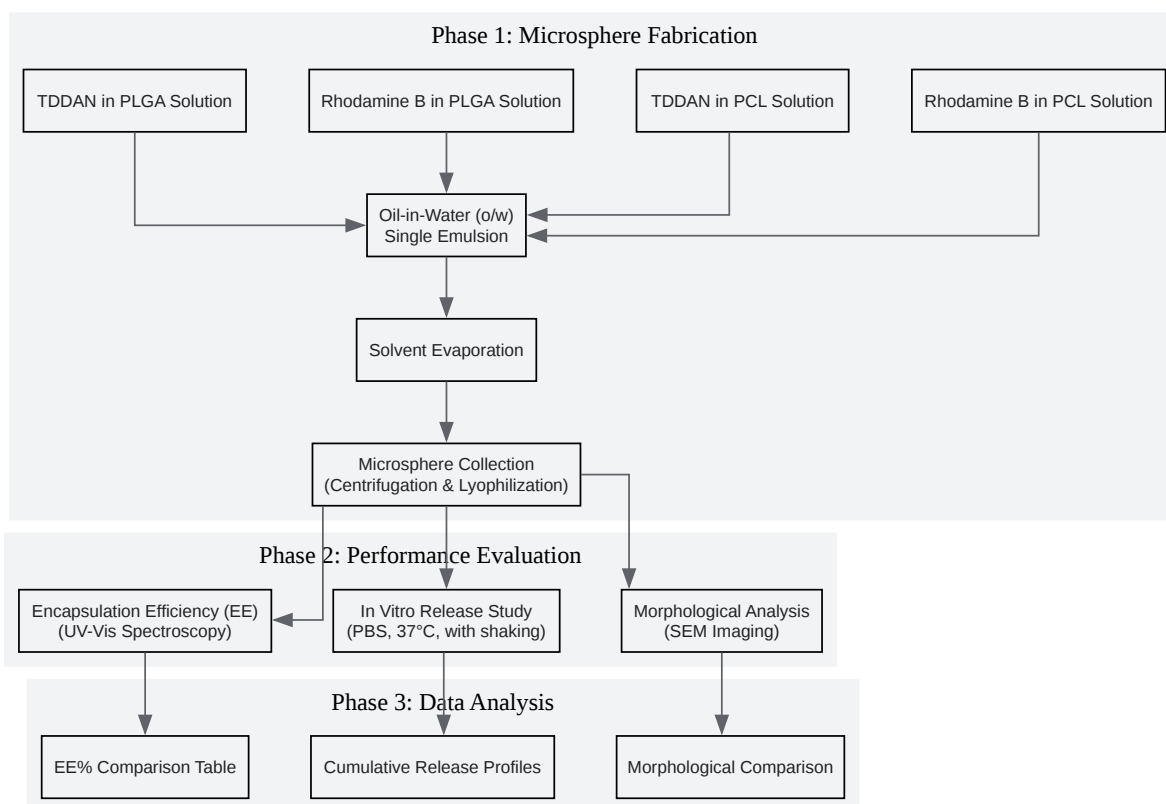 Phase 1: Microsphere Fabrication
TDDAN in PLGA Solution
Rhodamine B in PLGA Solution
TDDAN in PCL Solution
Rhodamine B in PCL Solution
Oil-in-Water (o/w)
Single Emulsion
Solvent Evaporation
Microsphere Collection
(Centrifugation & Lyophilization)
Phase 2: Performance Evaluation
Encapsulation Efficiency (EE)
(UV-Vis Spectroscopy)
In Vitro Release Study
(PBS, 37°C, with shaking)
Morphological Analysis
(SEM Imaging)
Phase 3: Data Analysis
EE% Comparison Table
Cumulative Release Profiles
Morphological Comparison